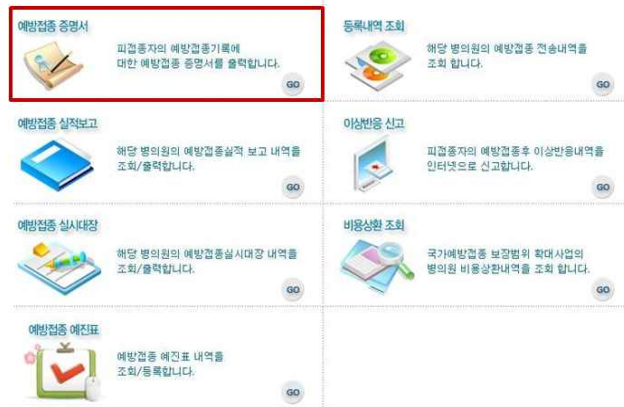 예방접종 증명서
피접종자의 예방접종기록에
대한 예방접종 증명서를 출력합니다.
GO
등록내역 조회
해당 병의원의 예방접종 전송내역을
조회 합니다.
GO
예방접종 실적보고
해당 병의원의 예방접종실적 보고 내역을
조회/출력합니다.
GO
이상반응 신고
피접종자의 예방접종후 이상반응내역을
인터넷으로 신고합니다.
GO
예방접종 실시대장
해당 병의원의 예방접종실시대장 내역을
조회/출력합니다.
GO
비용상환 조회
국가예방접종 보장범위 확대사업의
병의원 비용상환내역을 조회 합니다.
GO
예방접종 예진표
예방접종 예진표 내역을
조회/등록합니다.
GO